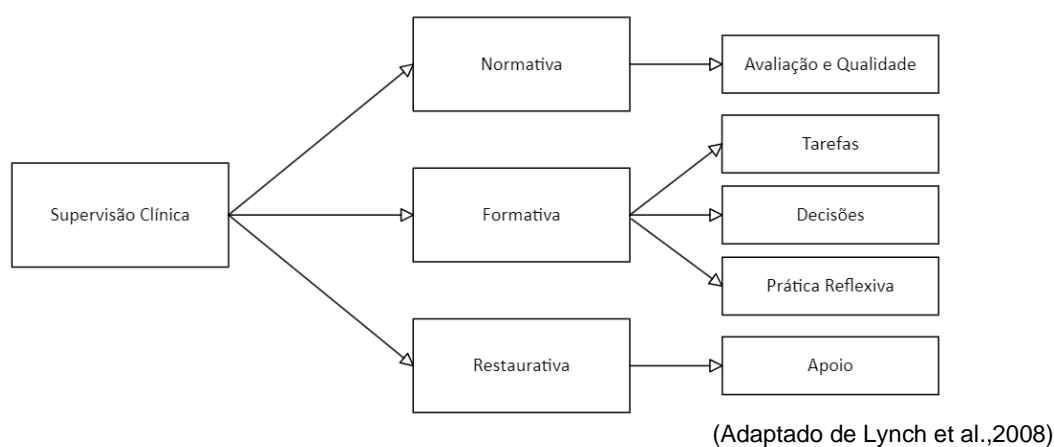 Normativa
Avaliação e Qualidade
Tarefas
Supervisão Clínica
Formativa
Decisões
Prática Reflexiva
Restaurativa
Apoio
(Adaptado de Lynch et al.,2008)